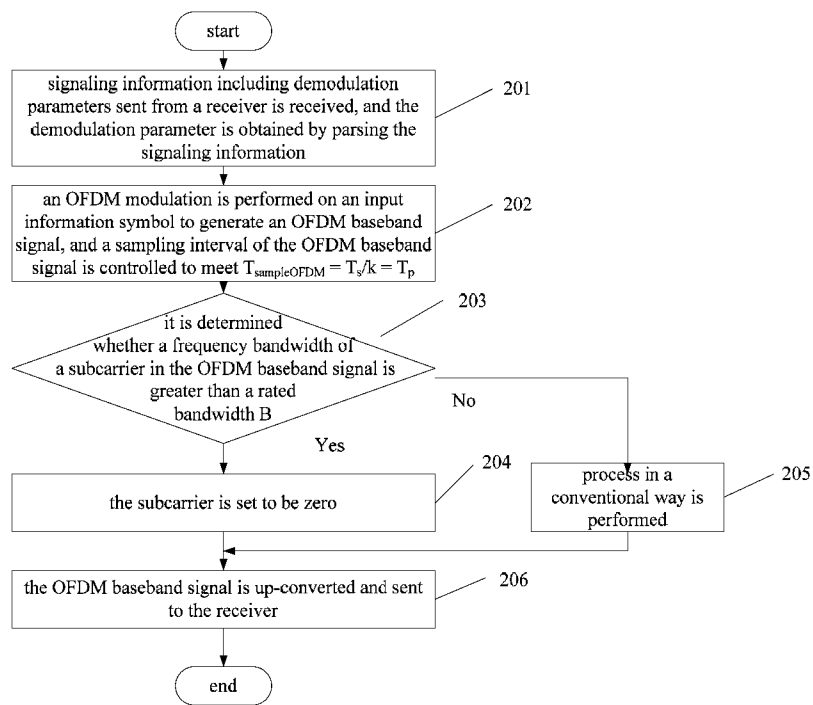 start
signaling information including demodulation
parameters sent from a receiver is received, and the
demodulation parameter is obtained by parsing the
signaling information
201
an OFDM modulation is performed on an input
information symbol to generate an OFDM baseband
signal, and a sampling interval of the OFDM baseband
signal is controlled to meet TsampleOFDM = Ts/k = Tp
202
203
it is determined
whether a frequency bandwidth of
a subcarrier in the OFDM baseband signal is
greater than a rated
bandwidth B
No
Yes
204
the subcarrier is set to be zero
process in a
conventional way is
performed
205
the OFDM baseband signal is up-converted and sent
to the receiver
206
end